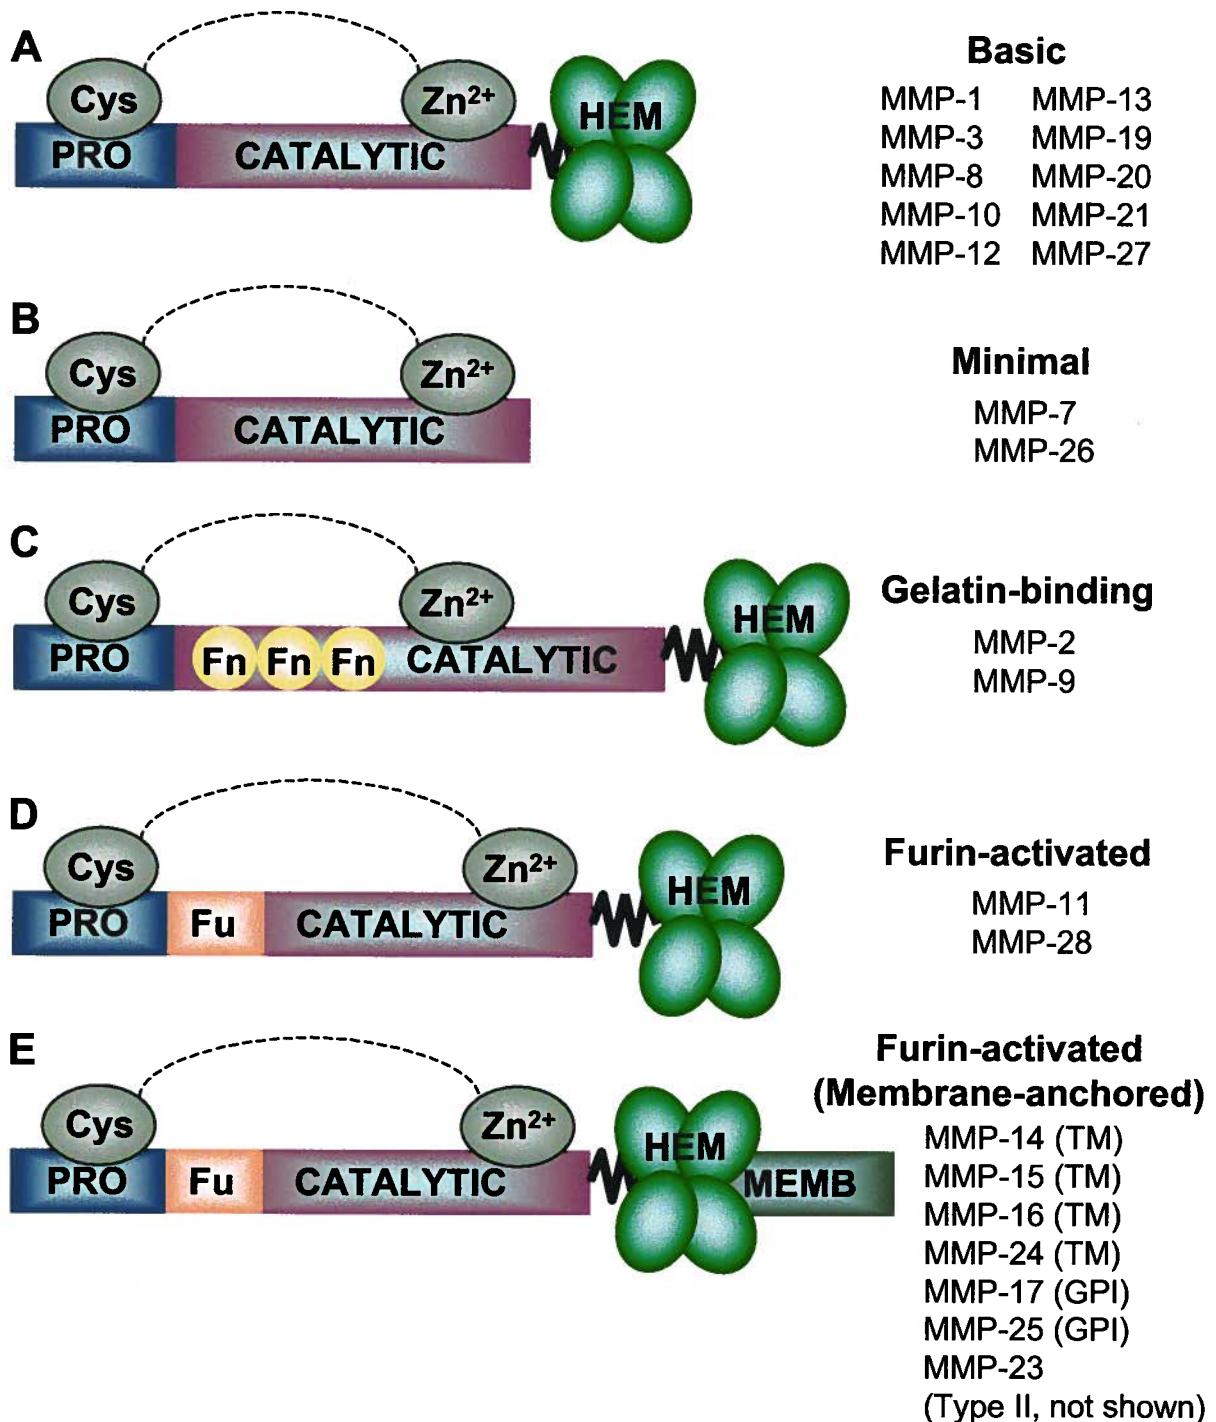 A
Cys
Zn2+
HEM
PRO
CATALYTIC
Basic
MMP-1 MMP-13
MMP-3 MMP-19
MMP-8 MMP-20
MMP-10 MMP-21
MMP-12 MMP-27
B
Cys
Zn2+
PRO
CATALYTIC
Minimal
MMP-7
MMP-26
C
Cys
Zn2+
HEM
PRO
Fn Fn Fn
CATALYTIC
Gelatin-binding
MMP-2
MMP-9
D
Cys
Zn2+
HEM
PRO
Fu
CATALYTIC
Furin-activated
MMP-11
MMP-28
E
Cys
Zn2+
HEM
PRO
Fu
CATALYTIC
MEMB
Furin-activated
(Membrane-anchored)
MMP-14 (TM)
MMP-15 (TM)
MMP-16 (TM)
MMP-24 (TM)
MMP-17 (GPI)
MMP-25 (GPI)
MMP-23
(Type II, not shown)